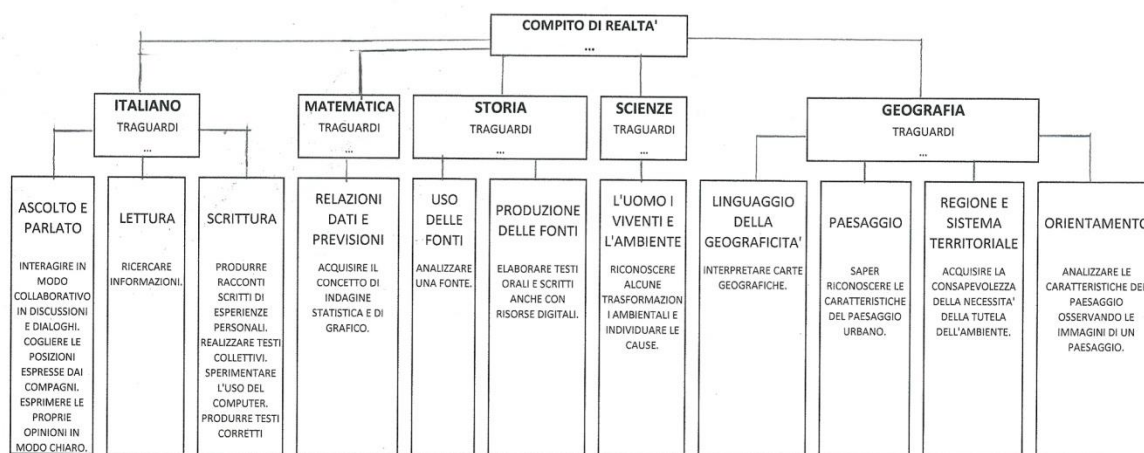 COMPITO DI REALTA'
...
ITALIANO
TRAGUARDI
...
MATEMATICA
TRAGUARDI
...
STORIA
TRAGUARDI
...
SCIENZE
TRAGUARDI
...
GEOGRAFIA
TRAGUARDI
...
ASCOLTO E
PARLATO
INTERAGIRE IN
MODO
COLLABORATIVO
IN DISCUSSIONI
E DIALOGHI.
COGLIERE LE
POSIZIONI
ESPRESSE DAI
COMPAGNI.
ESPRIMERE LE
PROPRIE
OPINIONI IN
MODO CHIARO.
LETTURA
RICERCARE
INFORMAZIONI.
SCRITTURA
PRODURRE
RACCONTI
SCRITTI DI
ESPERIENZE
PERSONALI.
REALIZZARE TESTI
COLLETTIVI.
SPERIMENTARE
L'USO DEL
COMPUTER.
PRODURRE TESTI
CORRETTI
RELAZIONI
DATI E
PREVISIONI
ACQUISIRE IL
CONCETTO DI
INDAGINE
STATISTICA E DI
GRAFICO.
USO
DELLE
FONTI
ANALIZZARE
UNA FONTE.
PRODUZIONE
DELLE FONTI
ELABORARE TESTI
ORALI E SCRITTI
ANCHE CON
RISORSE DIGITALI.
L'UOMO I
VIVENTI E
L'AMBIENTE
RICONOSCERE
ALCUNE
TRASFORMAZION
I AMBIENTALI E
INDIVIDUARE LE
CAUSE.
LINGUAGGIO
DELLA
GEOGRAFICITA'
INTERPRETARE CARTE
GEOGRAFICHE.
PAESAGGIO
SAPER
RICONOSCERE LE
CARATTERISTICHE
DEL PAESAGGIO
URBANO.
REGIONE E
SISTEMA
TERRITORIALE
ACQUISIRE LA
CONSAPEVOLEZZA
DELLA NECESSITA'
DELLA TUTELA
DELL'AMBIENTE.
ORIENTAMENTO
ANALIZZARE LE
CARATTERISTICHE DEL
PAESAGGIO
OSSERVANDO LE
IMMAGINI DI UN
PAESAGGIO.